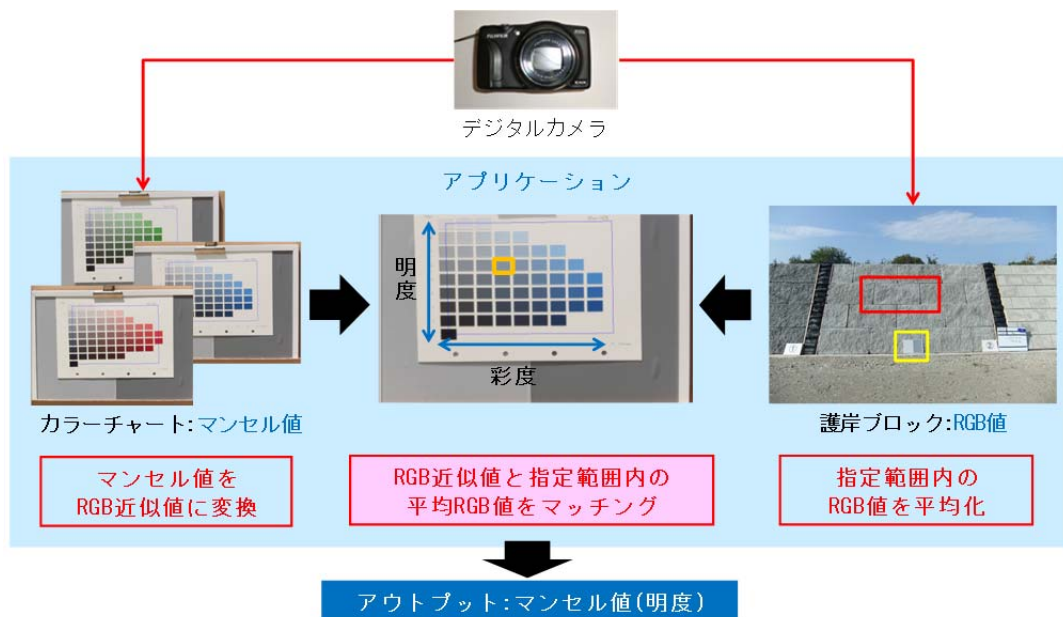 FUJIFILM
デジタルカメラ
アプリケーション
明度
彩度
カラーチャート:マンセル値
護岸ブロック:RGB値
マンセル値を
RGB近似値に変換
RGB近似値と指定範囲内の
平均RGB値をマッチング
指定範囲内の
RGB値を平均化
アウトプット:マンセル値(明度)